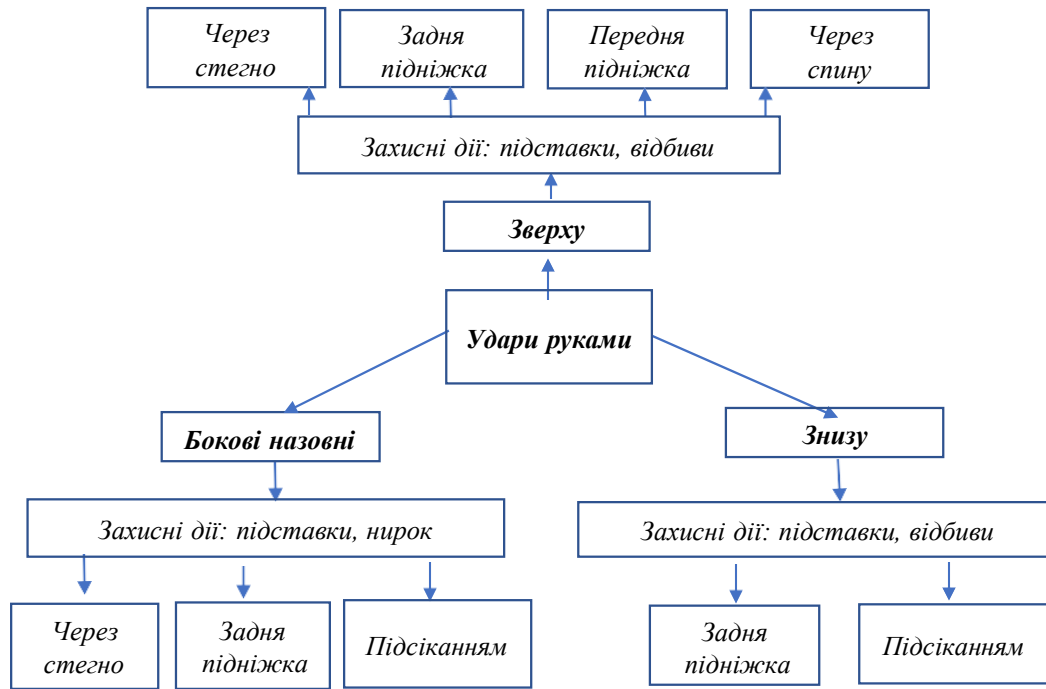 Через
стегно
Задня
підніжка
Передня
підніжка
Через
спину
Захисні дії: підставки, відбиви
Зверху
Удари руками
Бокові назовні
Знизу
Захисні дії: підставки, нирок
Захисні дії: підставки, відбиви
Через
стегно
Задня
підніжка
Підсіканням
Задня
підніжка
Підсіканням